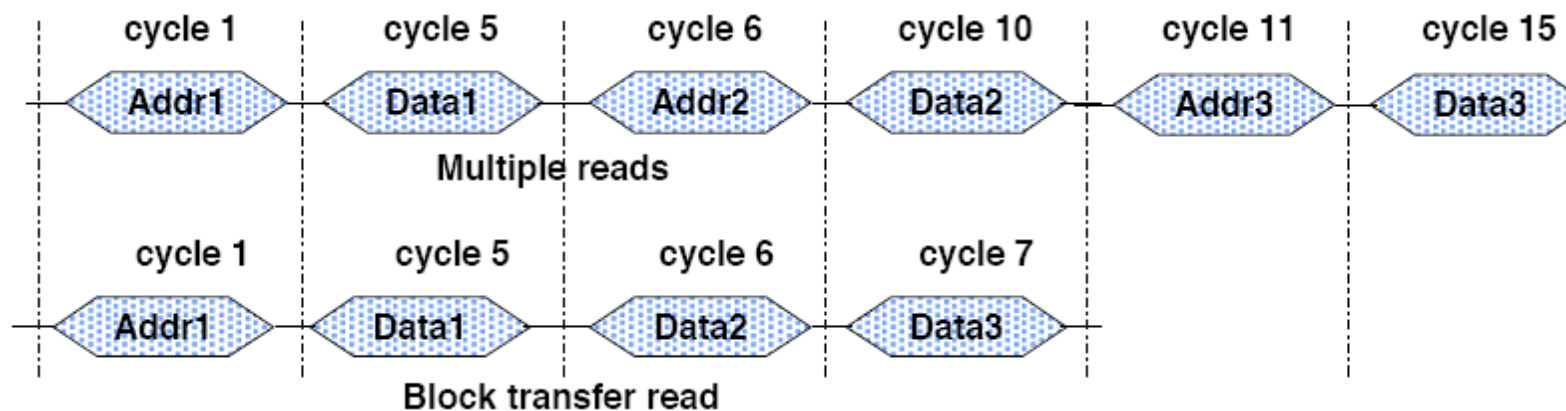 cycle 1 cycle 5 cycle 6 cycle 10 cycle 11 cycle 15
Addr1 Data1 Addr2 Data2 Addr3 Data3
Multiple reads
cycle 1 cycle 5 cycle 6 cycle 7
Addr1 Data1 Data2 Data3
Block transfer read